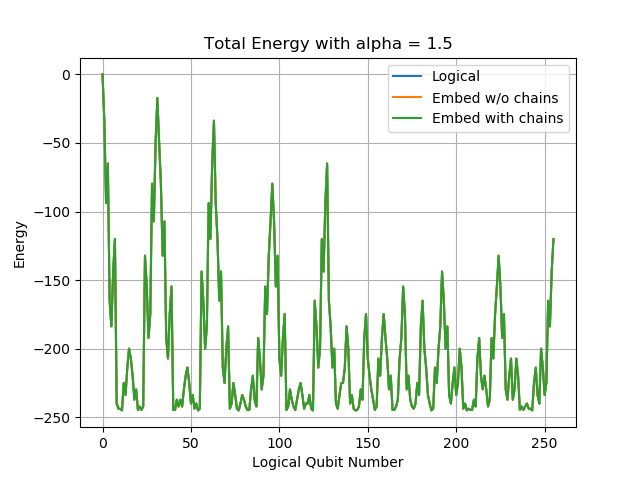 Total Energy with alpha = 1.5
Logical
Embed w/o chains
Embed with chains
0
−50
−100
−150
−200
−250
Energy
0
50
100
150
200
250
Logical Qubit Number